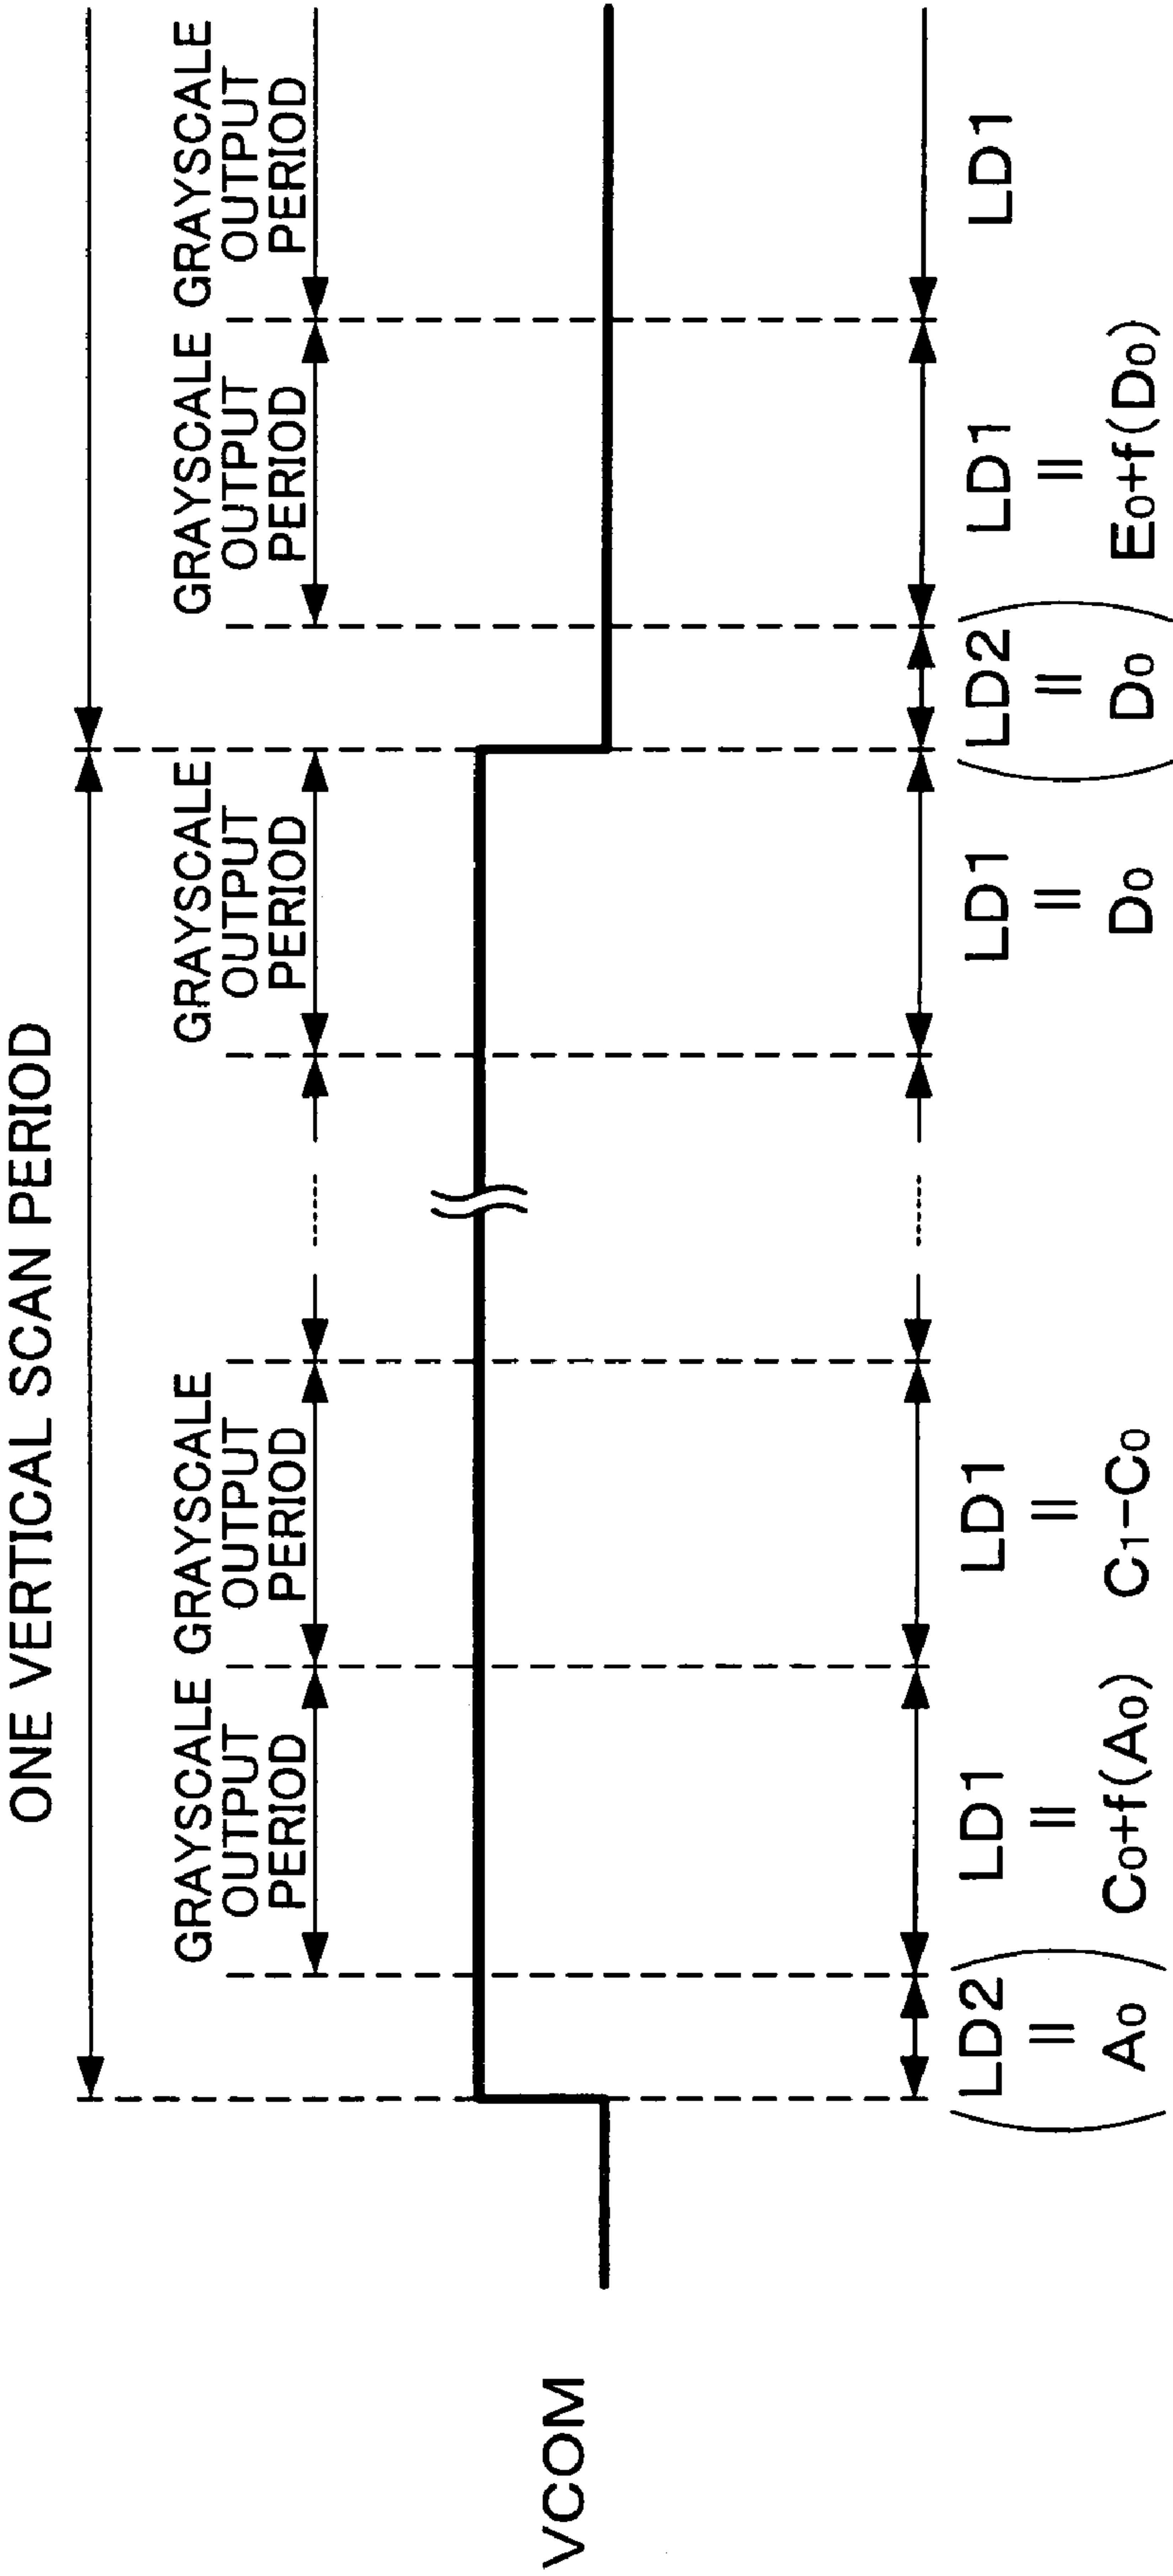 ONE VERTICAL SCAN PERIOD
GRAYSCALE
OUTPUT
PERIOD
GRAYSCALE
OUTPUT
PERIOD
GRAYSCALE
OUTPUT
PERIOD
GRAYSCALE
OUTPUT
PERIOD
GRAYSCALE
OUTPUT
PERIOD
VCOM
(LD2
=
A0)
LD1
=
C0+f(A0)
LD1
=
C1-C0
LD1
=
D0
(LD2
=
D0)
LD1
=
E0+f(D0)
LD1